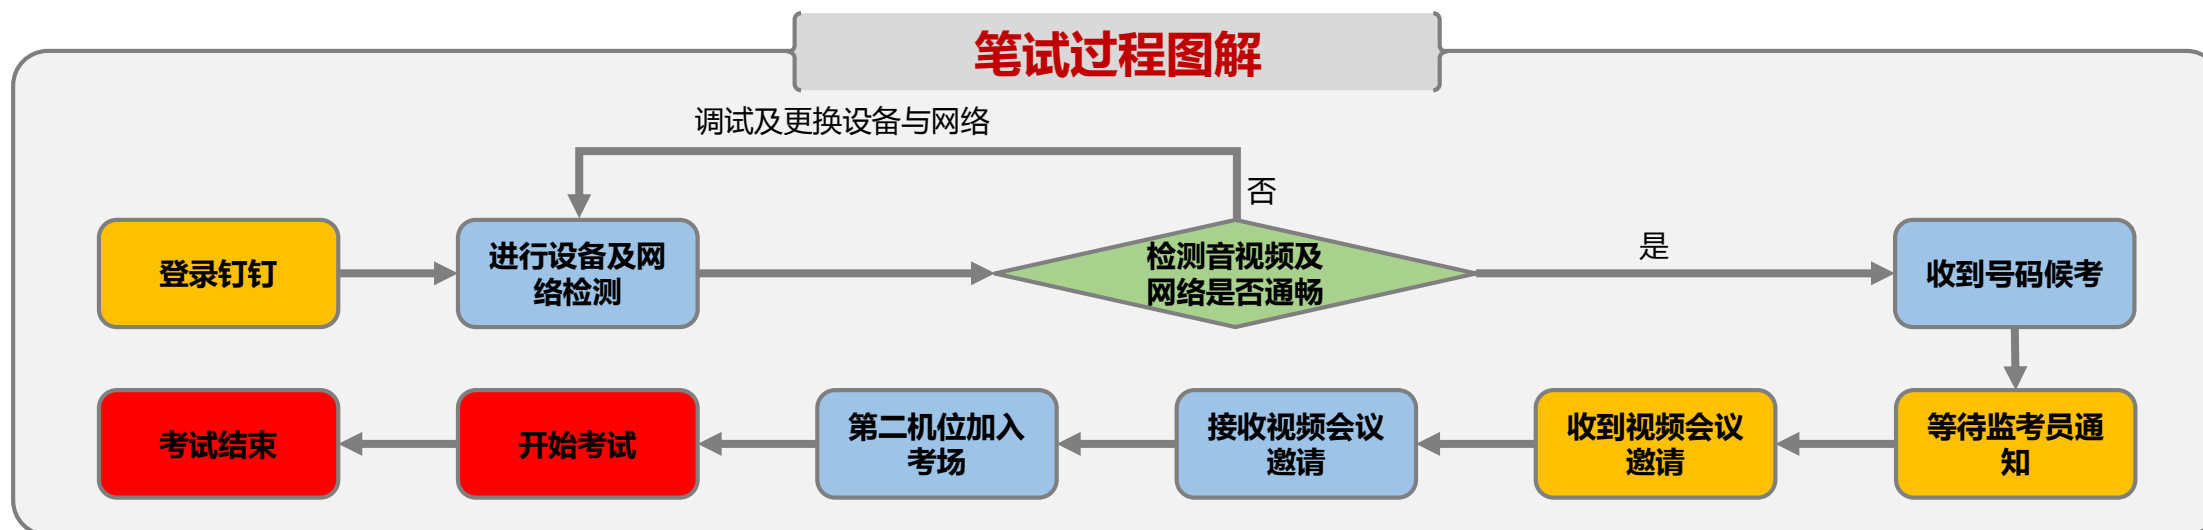 笔试过程图解
调试及更换设备与网络
否
登录钉钉
进行设备及网
络检测
检测音视频及
网络是否通畅
是
收到号码候考
等待监考员通
知
收到视频会议
邀请
接收视频会议
邀请
第二机位加入
考场
开始考试
考试结束